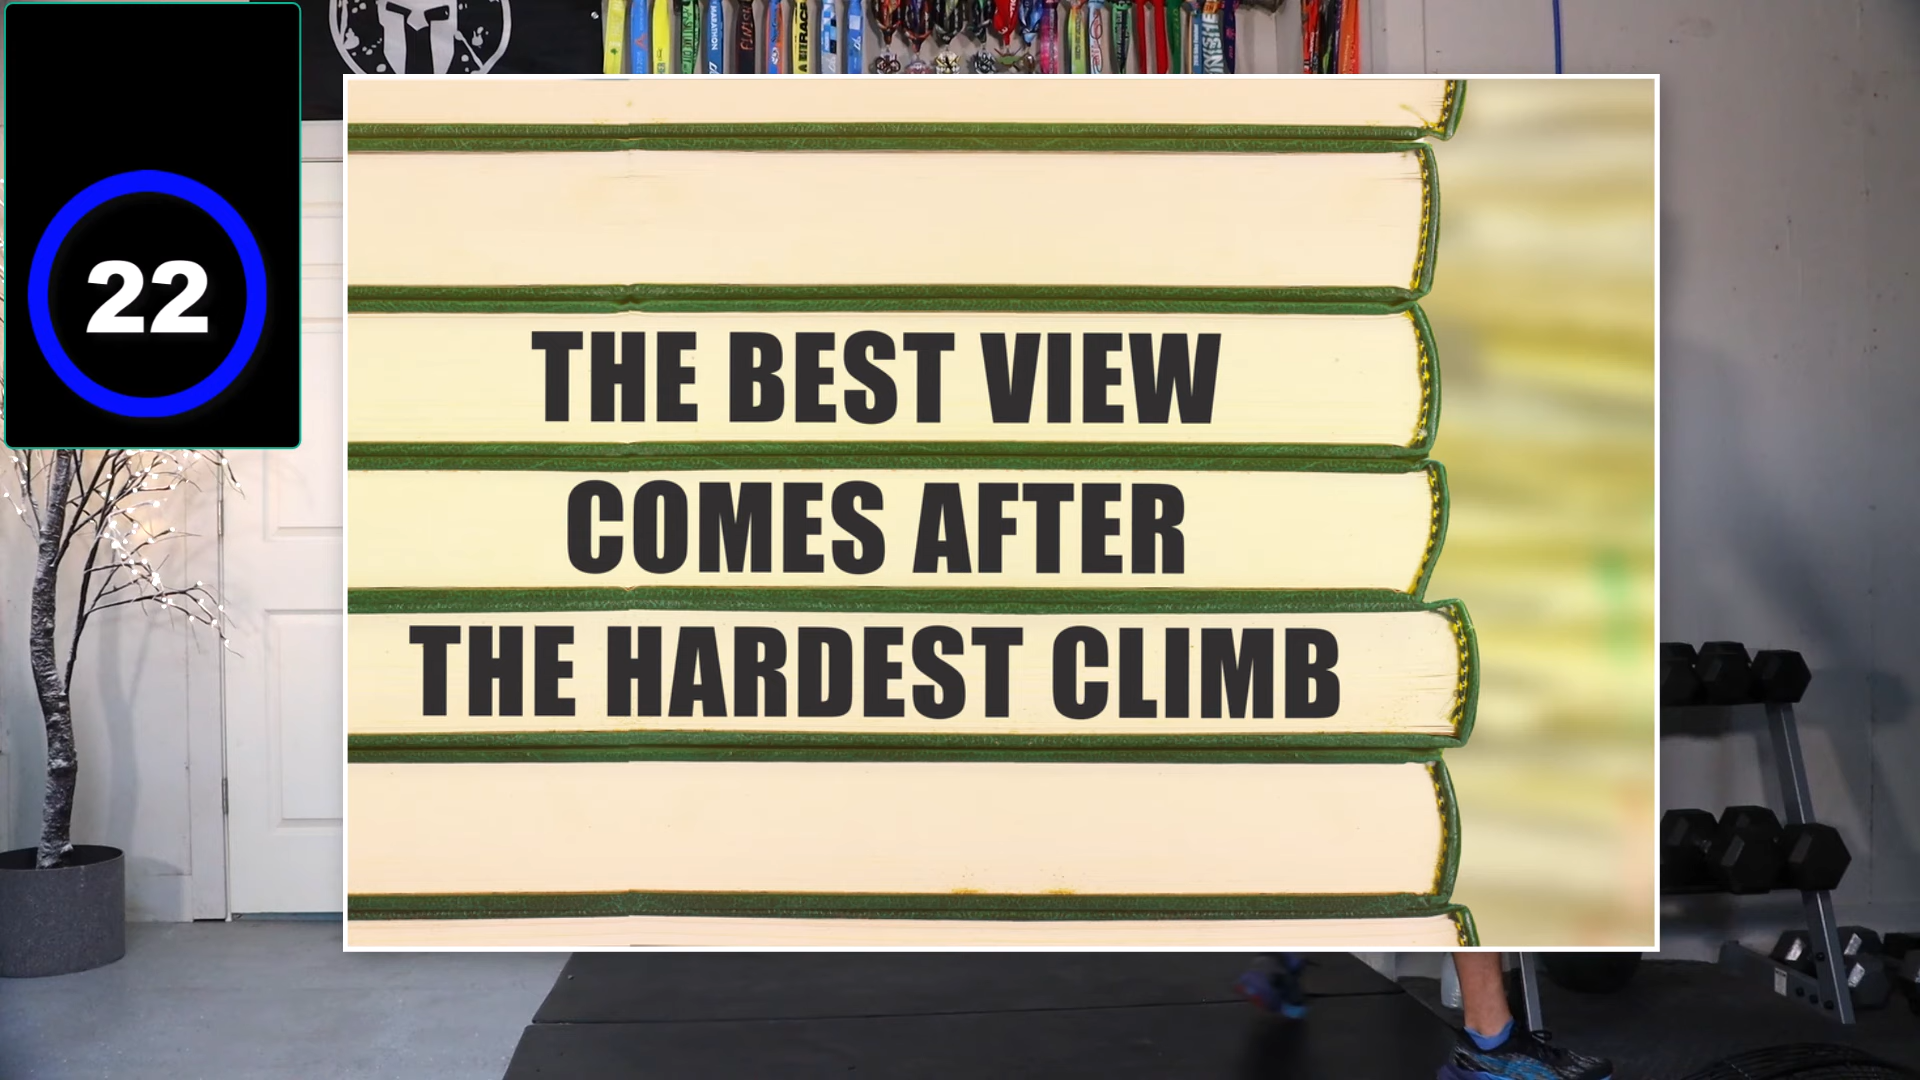 22
THE BEST VIEW
COMES AFTER
THE HARDEST CLIMB